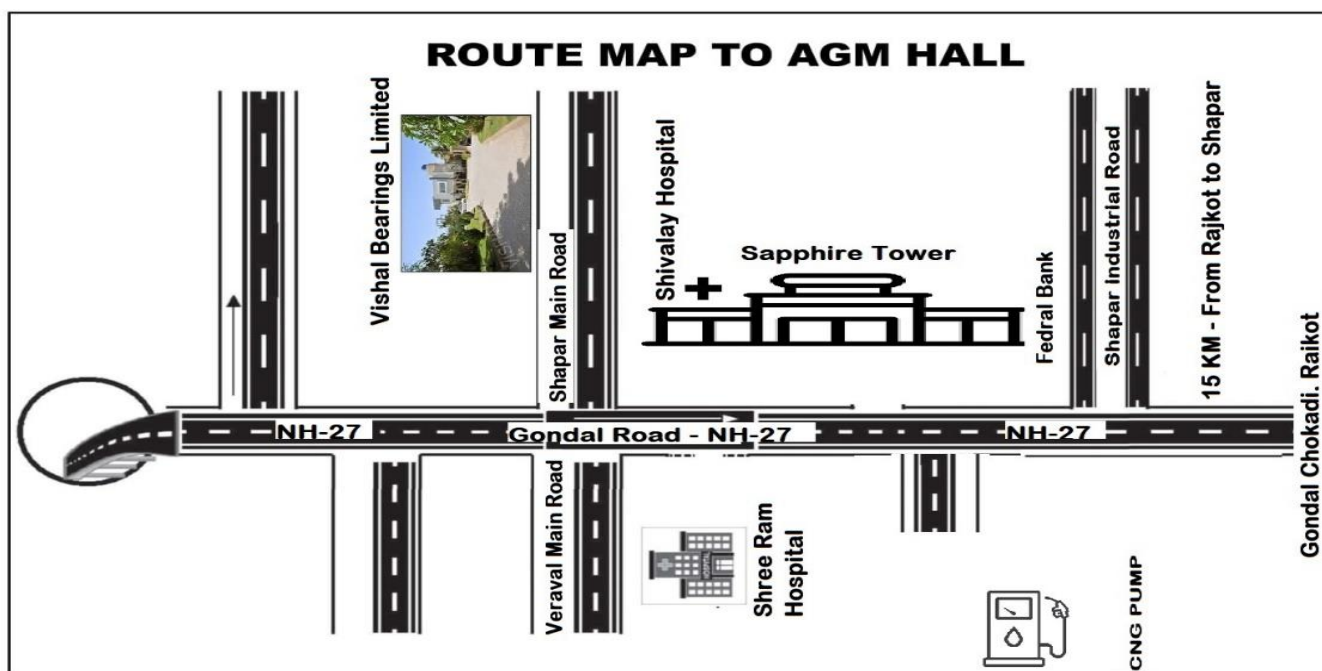 ROUTE MAP TO AGM HALL
Vishal Bearings Limited
Shapar Main Road
Shivalay Hospital
Sapphire Tower
Fedral Bank
Shapar Industrial Road
15 KM - From Rajkot to Shapar
NH-27
Gondal Road - NH-27
NH-27
Gondal Chokadi. Raikot
Veraval Main Road
Shree Ram
Hospital
CNG PUMP